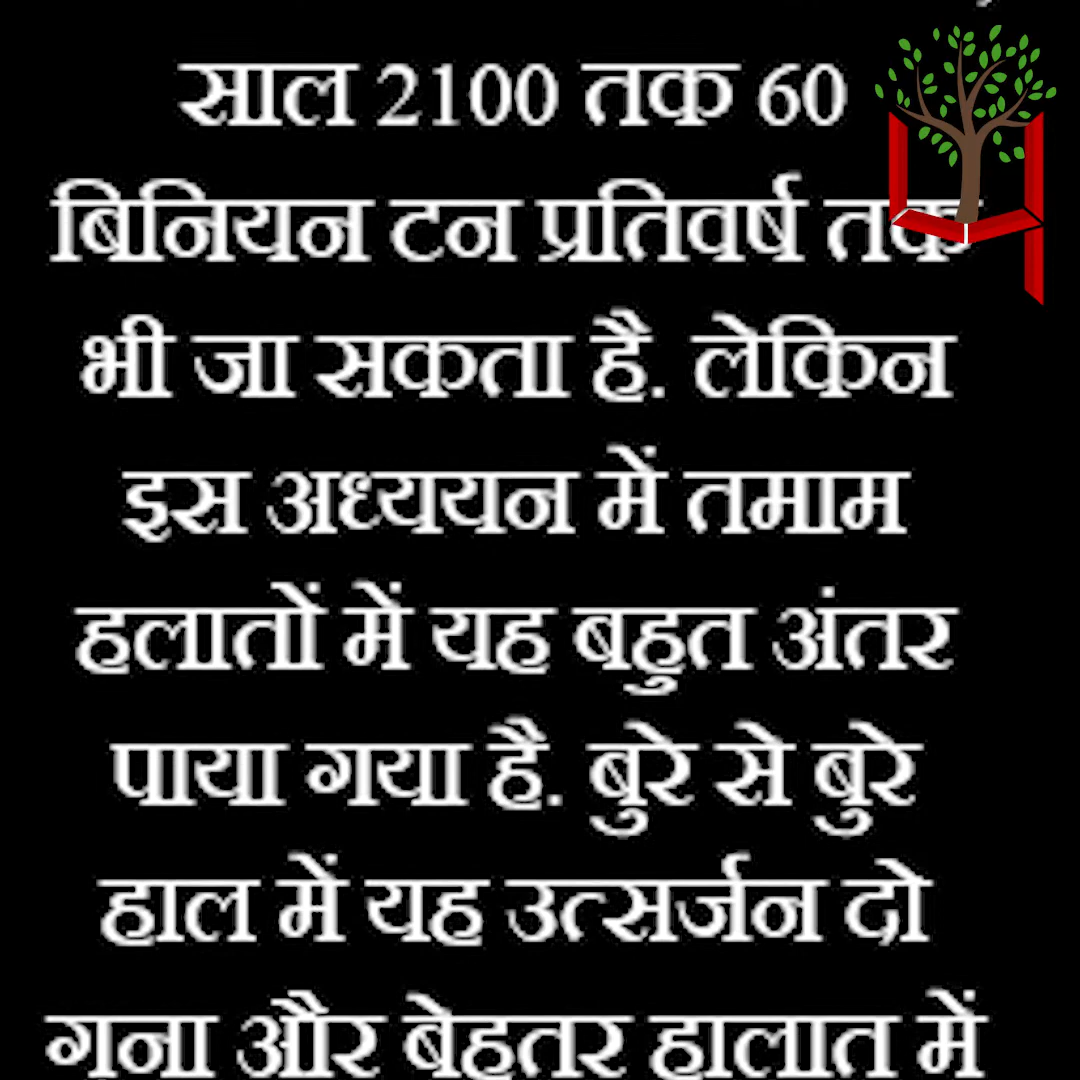 साल 2100 तक 60
बिनियन टन प्रतिवर्ष तक
भी जा सकता है. लेकिन
इस अध्ययन में तमाम
हलातों में यह बहुत अंतर
पाया गया है. बुरे से बुरे
हाल में यह उत्सर्जन दो
गुना और बेहतर हालात में